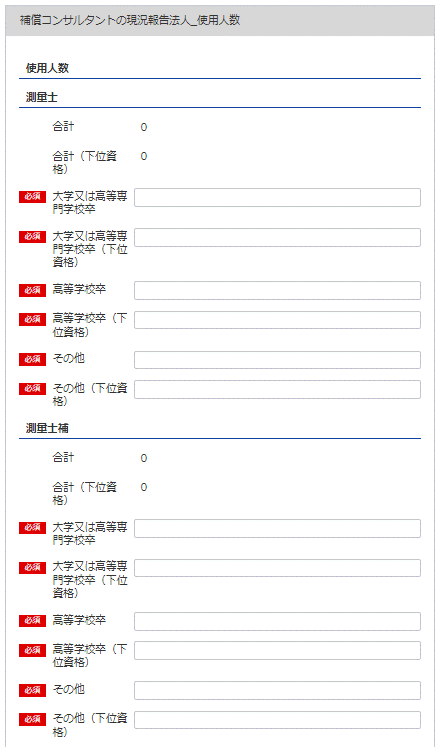 補償コンサルタントの現況報告法人_使用人数
使用人数
測量士
合計
0
合計（下位資
格）
0
必須
大学又は高等専
門学校卒
必須
大学又は高等専
門学校卒（下位
資格）
必須
高等学校卒
必須
高等学校卒（下
位資格）
必須
その他
必須
その他（下位資
格）
測量士補
合計
0
合計（下位資
格）
0
必須
大学又は高等専
門学校卒
必須
大学又は高等専
門学校卒（下位
資格）
必須
高等学校卒
必須
高等学校卒（下
位資格）
必須
その他
必須
その他（下位資
格）